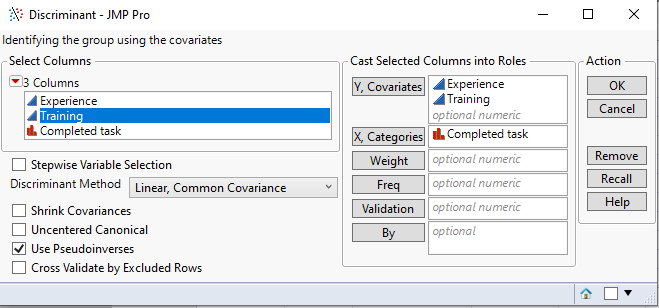 Discriminant - JMP Pro
Identifying the group using the covariates
Select Columns
3 Columns
Experience
Training
Completed task
Stepwise Variable Selection
Discriminant Method Linear, Common Covariance
Shrink Covariances
Uncentered Canonical
Use Pseudoinverses
Cross Validate by Excluded Rows
Cast Selected Columns into Roles
Y, Covariates
Experience
Training
optional numeric
X, Categories
Completed task
Weight
optional numeric
Freq
optional numeric
Validation
optional numeric
By
optional
Action
OK
Cancel
Remove
Recall
Help